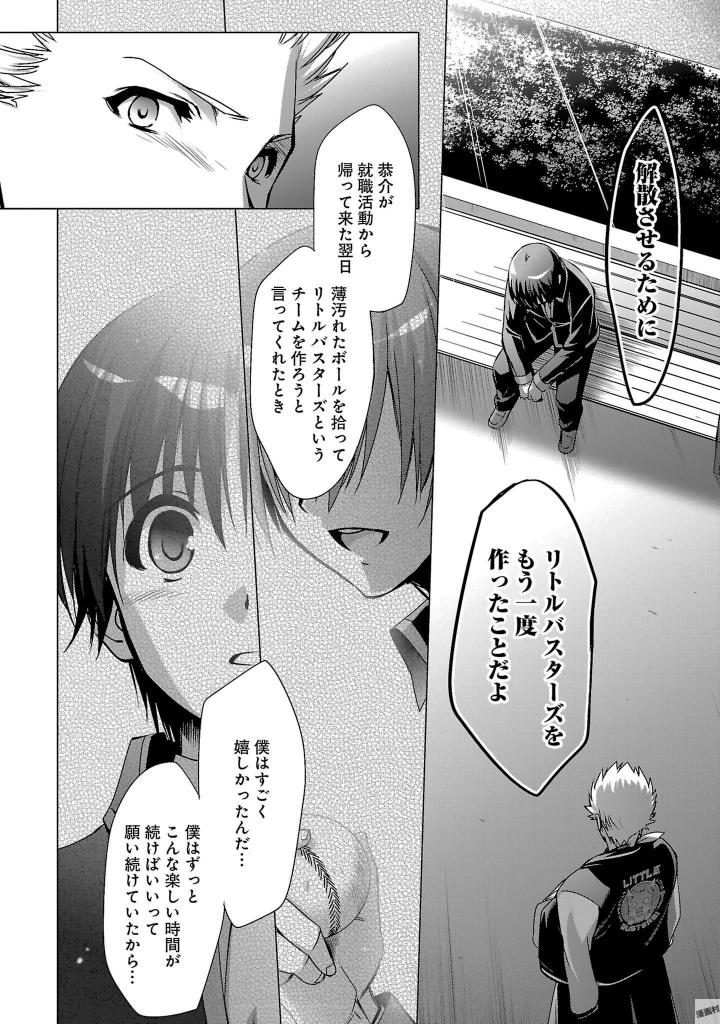 解散させるために
リトルバスターズを
もう一度
作ったことだよ
LITTLE
BUSTERS
恭介が
就職活動から
帰って来た翌日
薄汚れたボールを拾って
リトルバスターズという
チームを作ろうと
言ってくれたとき
僕はすごく
嬉しかったんだ…
僕はずっと
こんな楽しい時間が
続けばいいって
願い続けていたから…
漫画村